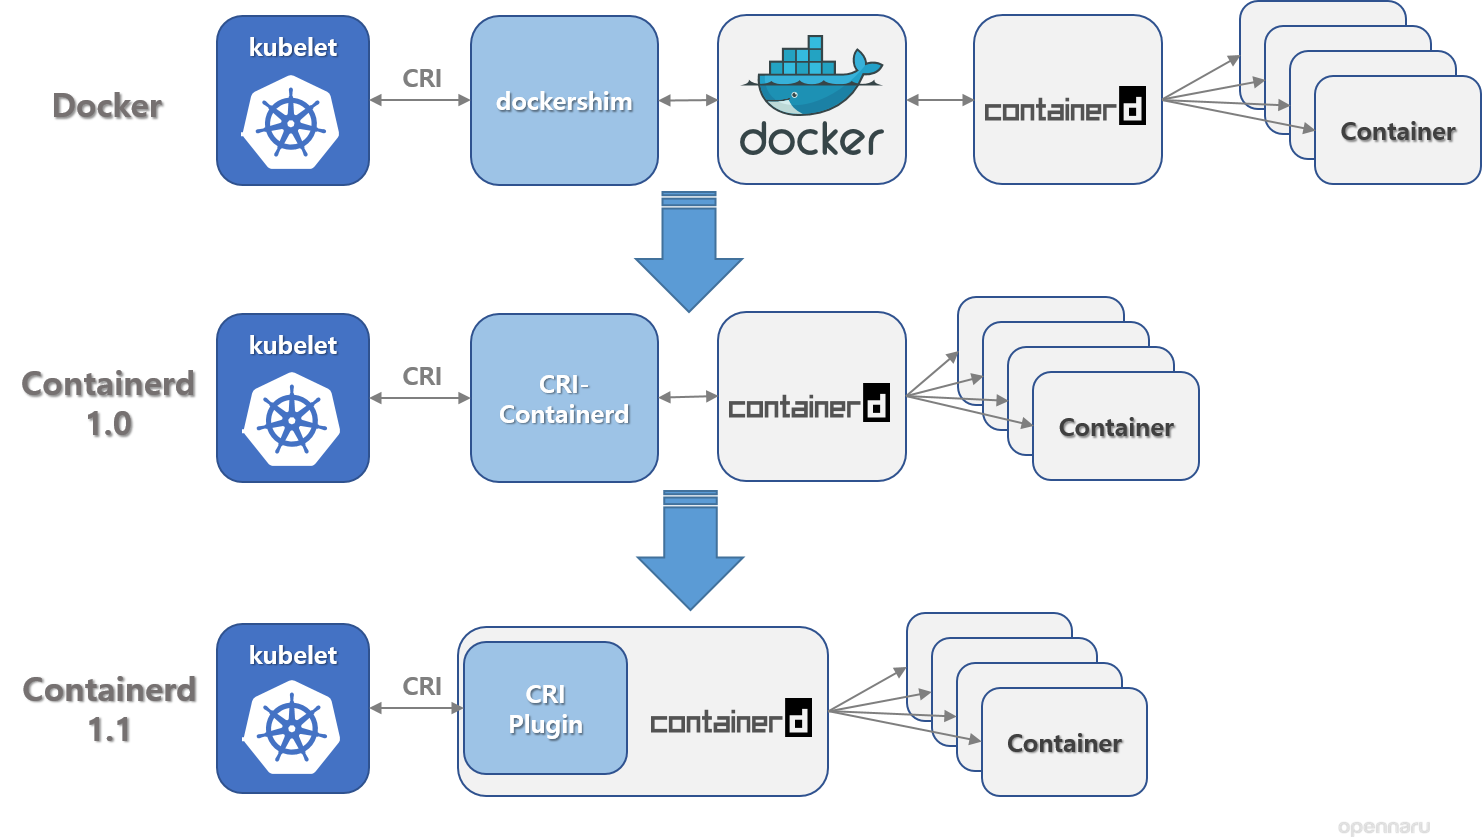 Docker
kubelet
CRI
dockershim
docker
containerd
Container
Containerd
1.0
kubelet
CRI
CRI-
Containerd
containerd
Container
Containerd
1.1
kubelet
CRI
CRI
Plugin
containerd
Container
opennaru